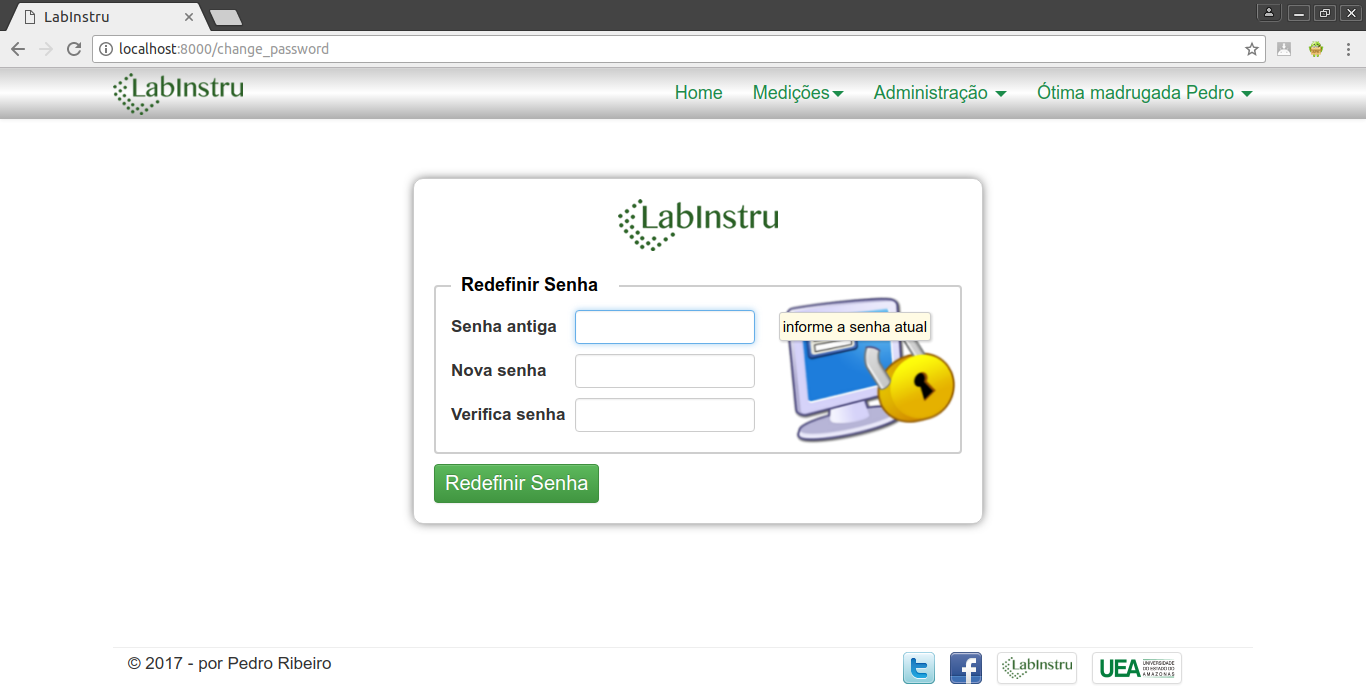 LabInstru
localhost:8000/change_password
LabInstru
Home
Medições
Administração
Ótima madrugada Pedro
LabInstru
Redefinir Senha
Senha antiga
informe a senha atual
Nova senha
Verifica senha
Redefinir Senha
© 2017 - por Pedro Ribeiro
LabInstru
UEA
UNIVERSIDADE
DO ESTADO DO
AMAZONAS